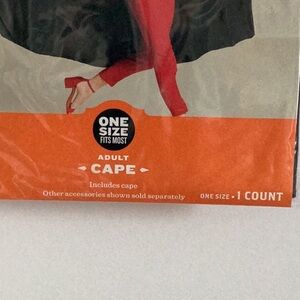 ONE
SIZE
FITS MOST
ADULT
CAPE
Includes cape
Other accessories shown sold separately
ONE SIZE • 1 COUNT